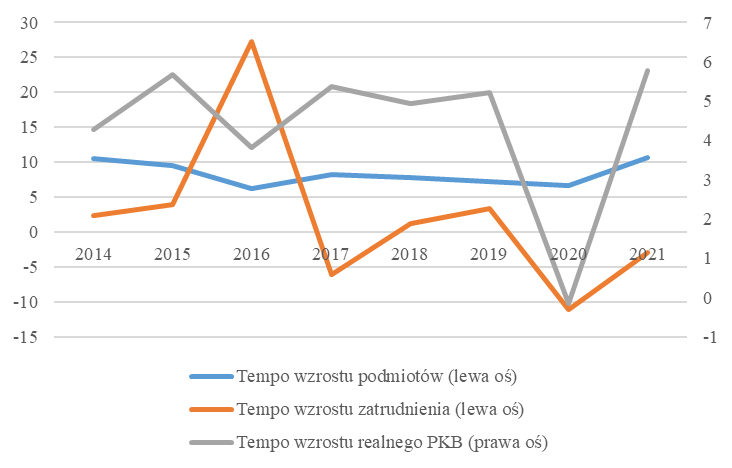 30 7
25 6
20 5
15 4
10 3
5 2
0
2014 2015 2016 2017 2018 2019 2020 2021
-5 1
-10 0
-15 -1
Tempo wzrostu podmiotów (lewa oś)
Tempo wzrostu zatrudnienia (lewa oś)
Tempo wzrostu realnego PKB (prawa oś)